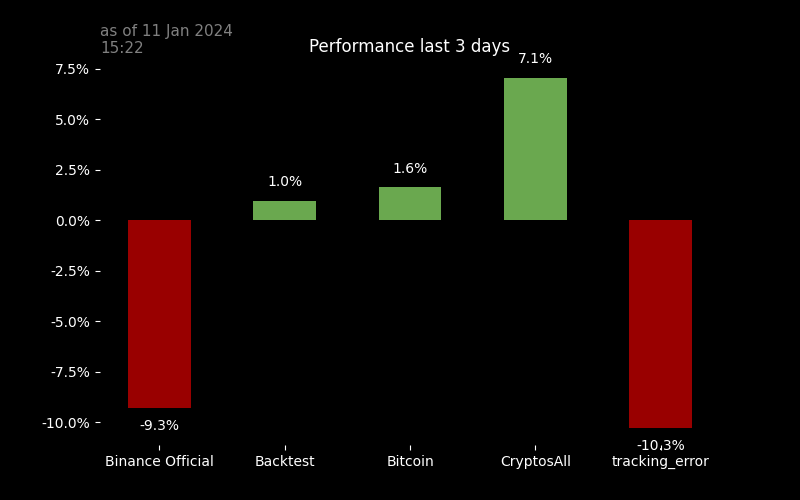 as of 11 Jan 2024
15:22
Performance last 3 days
7.5%
5.0%
2.5%
0.0%
-2.5%
-5.0%
-7.5%
-10.0%
-9.3%
1.0%
1.6%
7.1%
-10.3%
Binance Official
Backtest
Bitcoin
CryptosAll
tracking_error